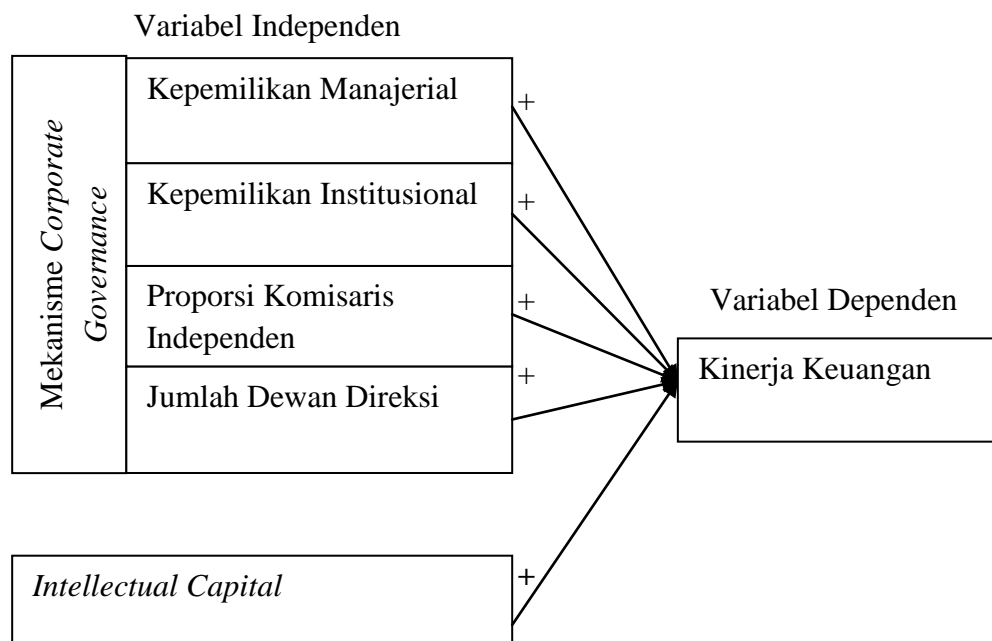 Variabel Independen
Mekanisme Corporate
Governance
Kepemilikan Manajerial
+
Kepemilikan Institusional
+
Proporsi Komisaris
Independen
+
Jumlah Dewan Direksi
+
Intellectual Capital
+
Variabel Dependen
Kinerja Keuangan